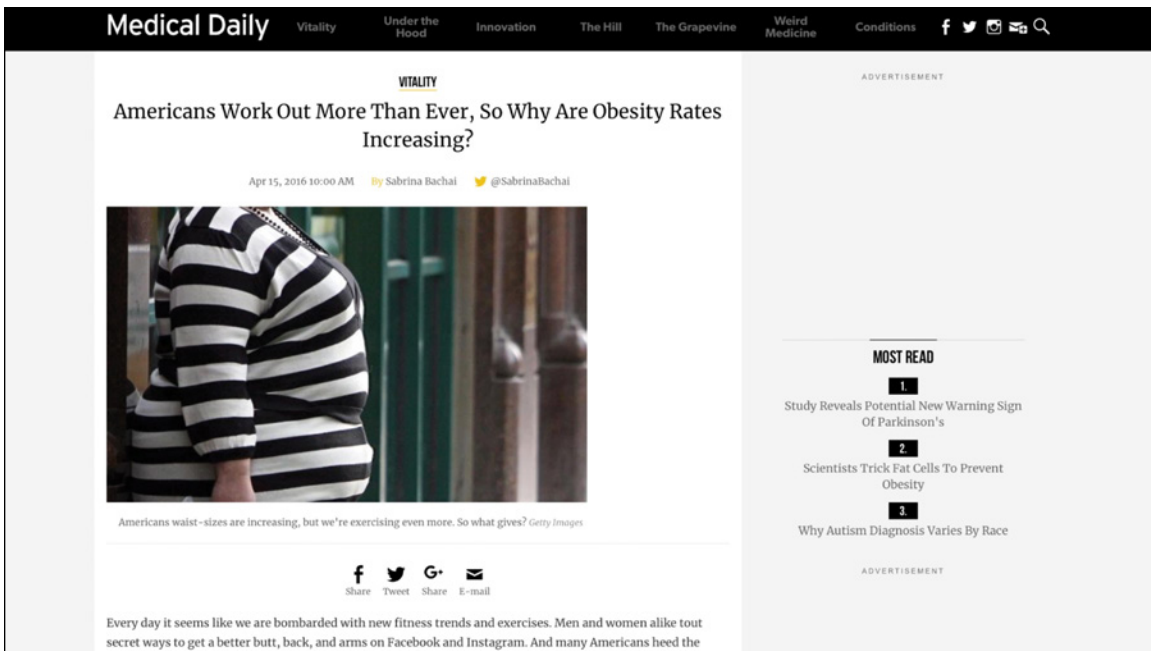 Medical Daily
Vitality
Under the
Hood
Innovation
The Hill
The Grapevine
Weird
Medicine
Conditions
VITALITY
Americans Work Out More Than Ever, So Why Are Obesity Rates
Increasing?
Apr 15, 2016 10:00 AM By Sabrina Bachai @SabrinaBachai
Americans waist-sizes are increasing, but we're exercising even more. So what gives? Getty Images
Share Tweet Share E-mail
Every day it seems like we are bombarded with new fitness trends and exercises. Men and women alike tout
secret ways to get a better butt, back, and arms on Facebook and Instagram. And many Americans heed the
ADVERTISEMENT
MOST READ
1.
Study Reveals Potential New Warning Sign
Of Parkinson's
2.
Scientists Trick Fat Cells To Prevent
Obesity
3.
Why Autism Diagnosis Varies By Race
ADVERTISEMENT